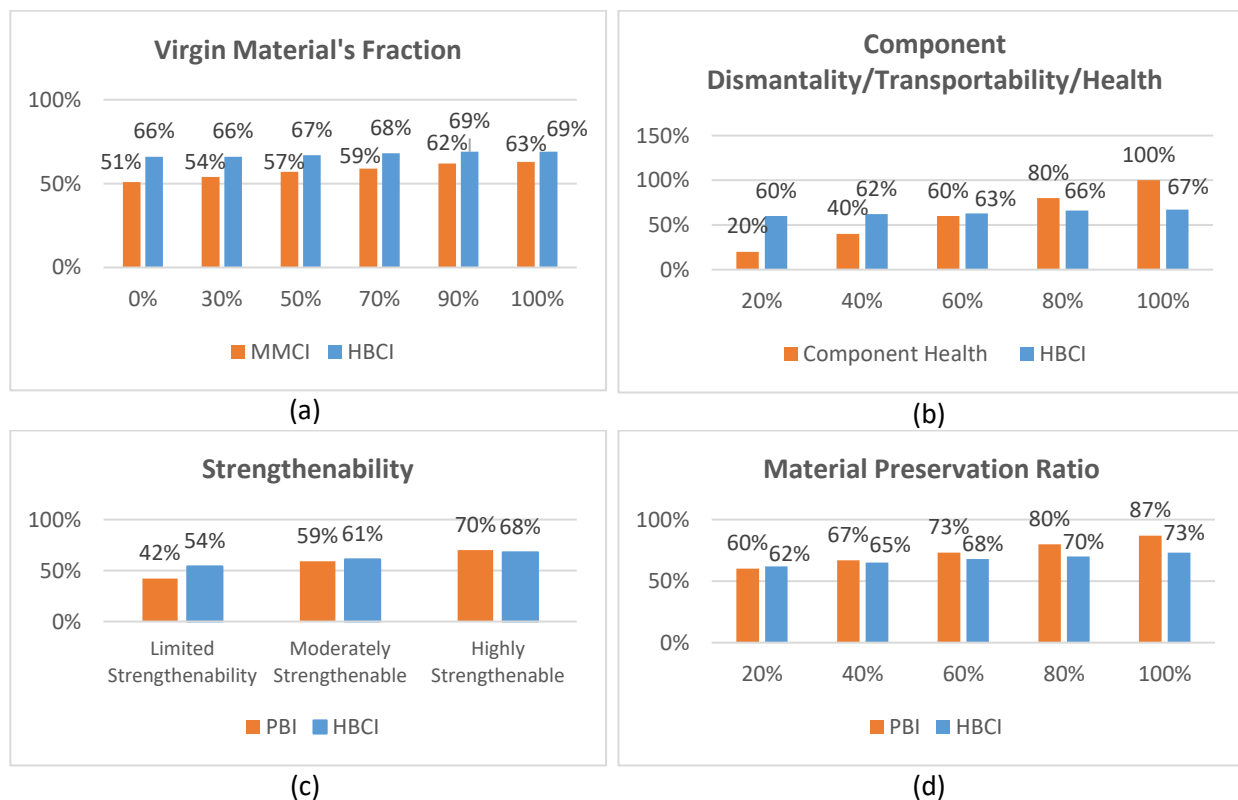 Virgin Material's Fraction
100%
50%
0%
51% 66% 54% 66% 57% 67% 59% 68% 62% 69% 63% 69%
0% 30% 50% 70% 90% 100%
MMCI HBCI
(a)
Component
Dismantality/Transportability/Health
150%
100%
50%
0%
20% 60% 40% 62% 60% 63% 80% 66% 100% 67%
20% 40% 60% 80% 100%
Component Health HBCI
(b)
Strengthenability
100%
50%
0%
42% 54% 59% 61% 70% 68%
Limited Moderately Highly
Strengthenability Strengthenable Strengthenable
PBI HBCI
(c)
Material Preservation Ratio
100%
50%
0%
60% 62% 67% 65% 73% 68% 80% 70% 87% 73%
20% 40% 60% 80% 100%
PBI HBCI
(d)